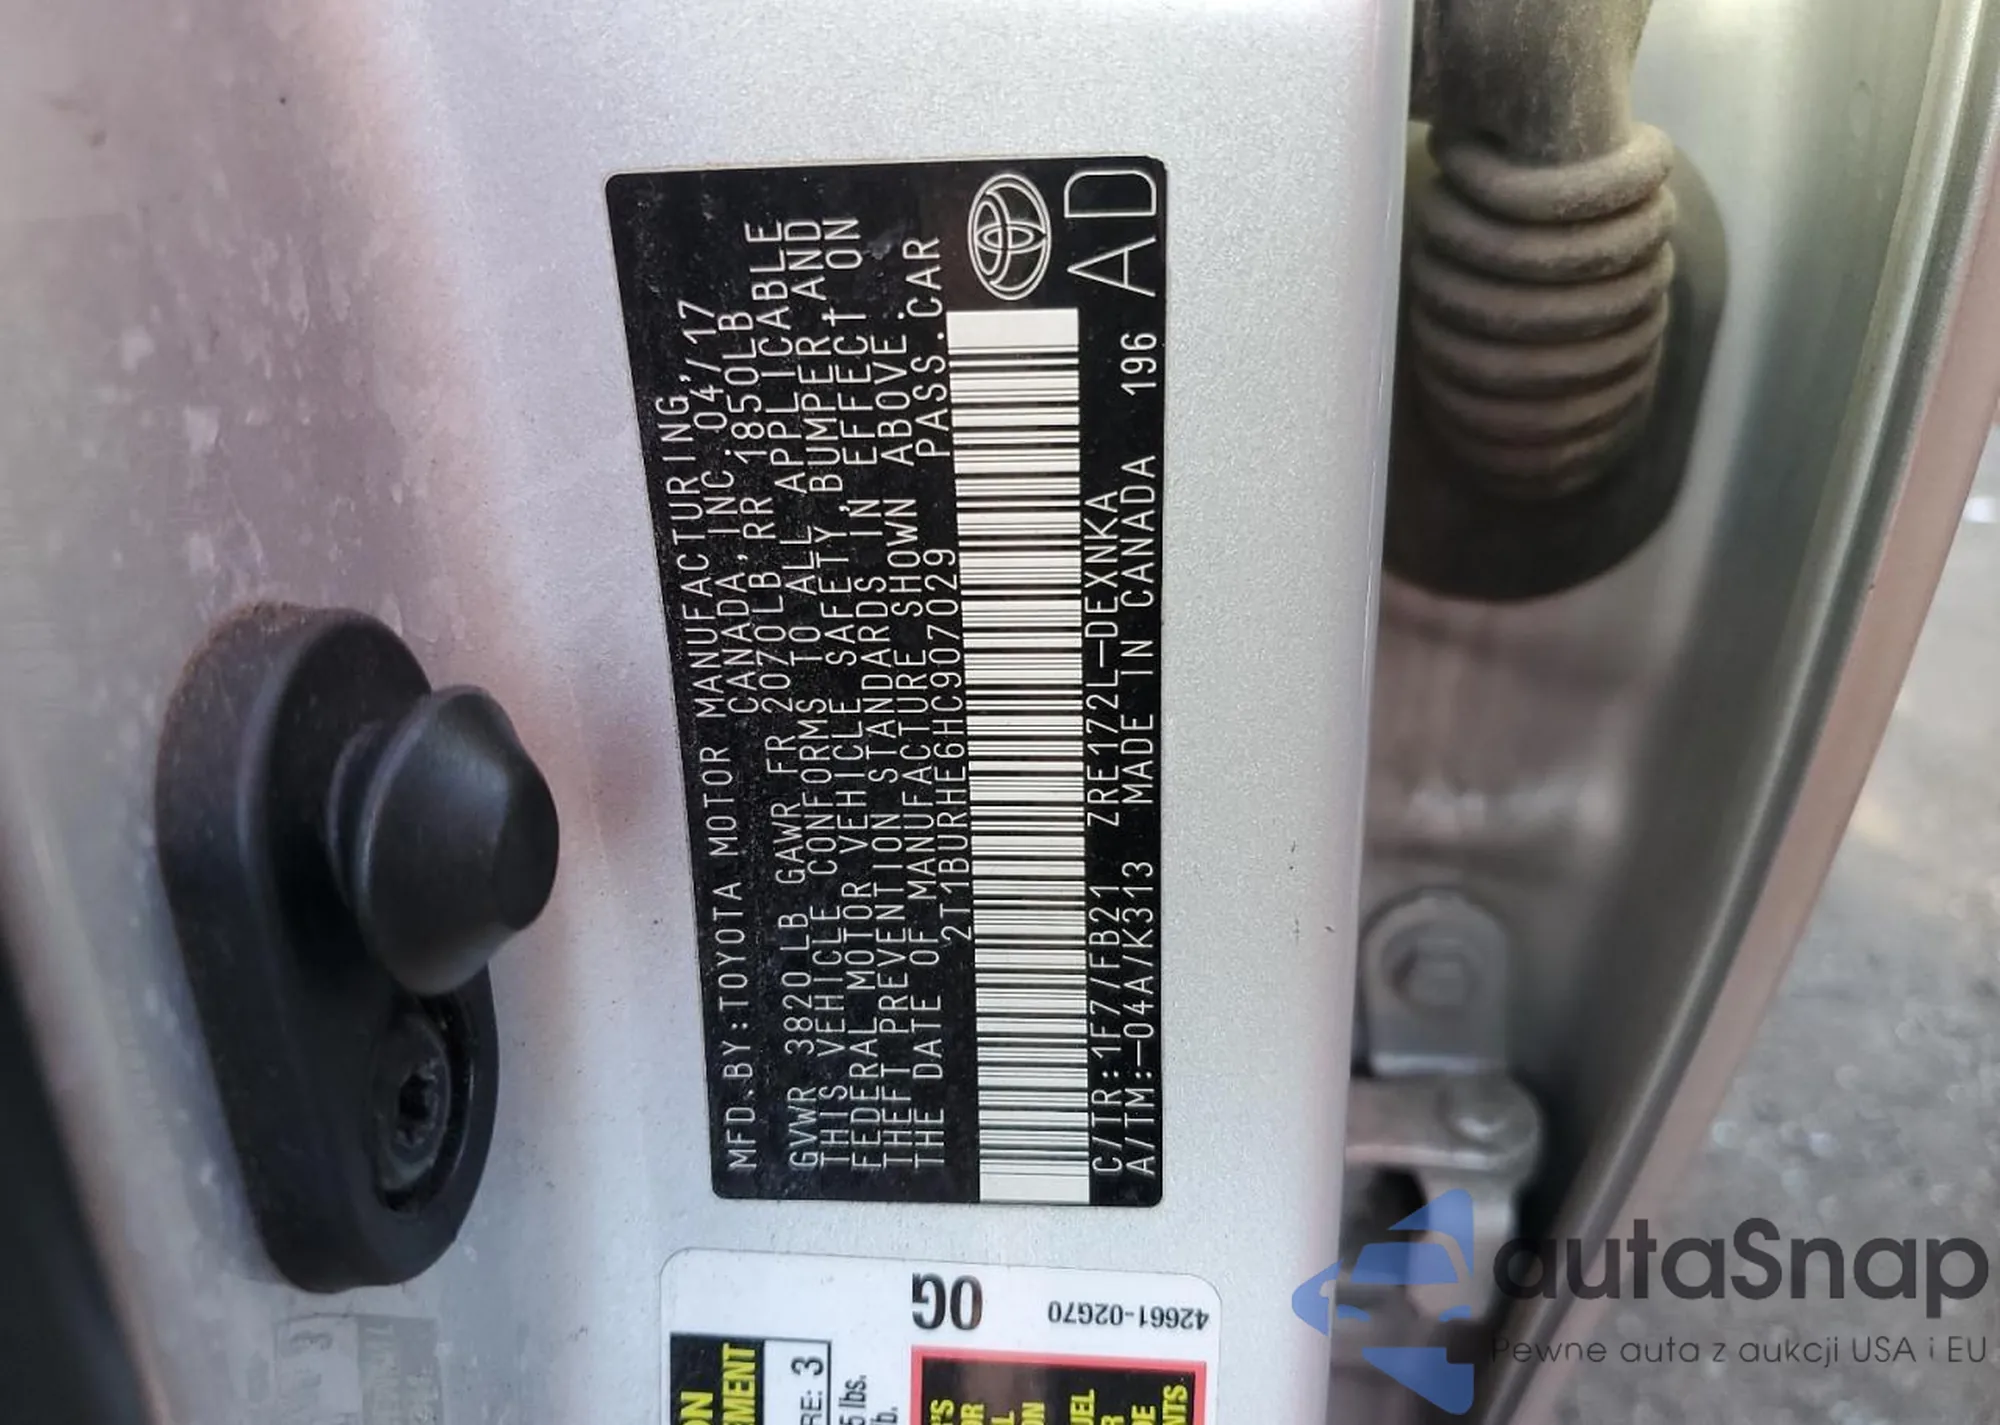 MFD.BY:TOYOTA MOTOR MANUFACTURING,
CANADA,INC. 04/17
GVWR 3820LB GAWR FR 2070LB,RR 1850LB
THIS VEHICLE CONFORMS TO ALL APPLICABLE
FEDERAL MOTOR VEHICLE SAFETY,BUMPER,AND
THEFT PREVENTION STANDARDS IN EFFECT ON
THE DATE OF MANUFACTURE SHOWN ABOVE.
2T1BURHE6HC907029 PASS.CAR
C/TR:1F7/FB21 ZRE172L-DEXNKA
A/TM:-04A/K313 MADE IN CANADA 196
AD
0G
42661-02G70
3
autaSnap
Pewne auta z aukcji USA i EU